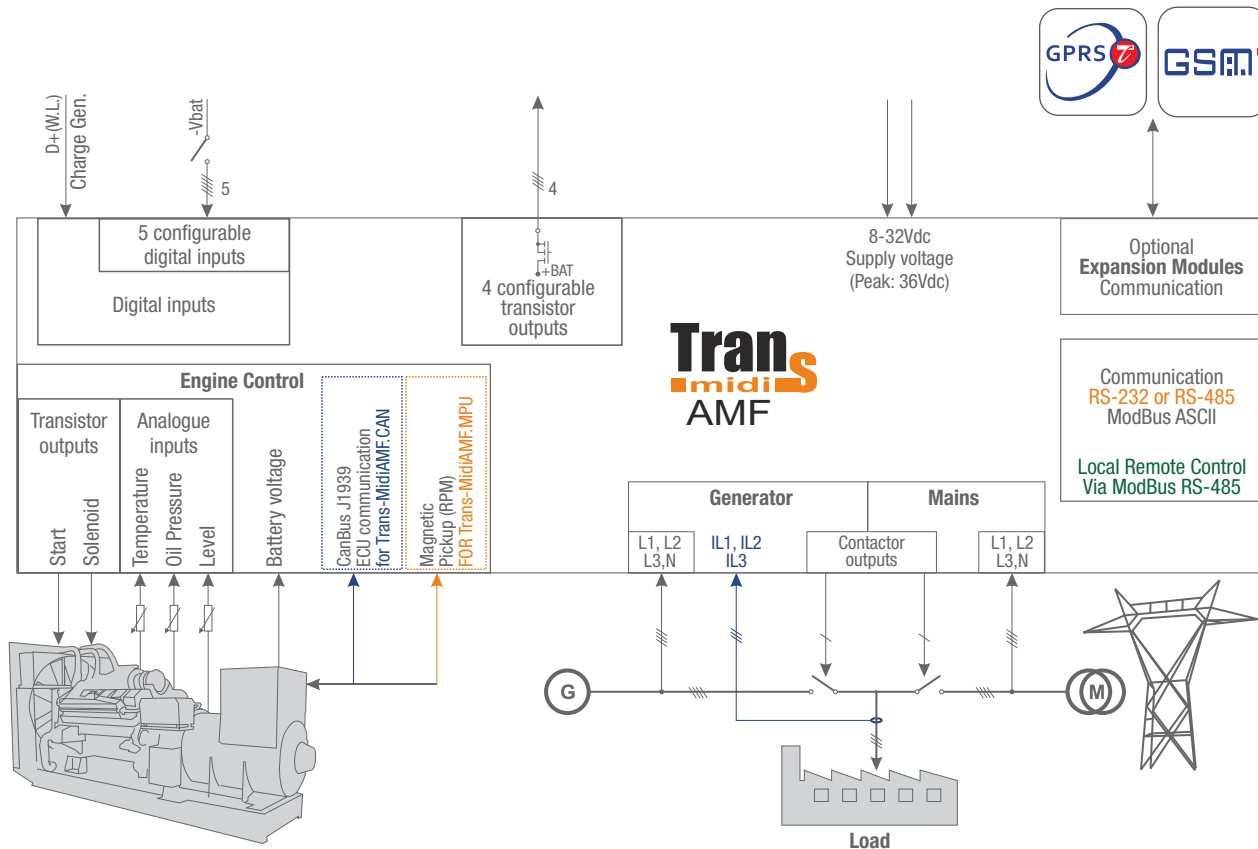 GPRS
GSM
D+(W.L.)
Charge Gen.
-Vbat
5
4
5 configurable
digital inputs
Digital inputs
+BAT
4 configurable
transistor
outputs
8-32Vdc
Supply voltage
(Peak: 36Vdc)
Optional
Expansion Modules
Communication
Trans
midi
AMF
Communication
RS-232 or RS-485
ModBus ASCII
Local Remote Control
Via ModBus RS-485
Engine Control
Transistor
outputs
Analogue
inputs
Start
Solenoid
Temperature
Oil Pressure
Level
Battery voltage
CanBus J1939
ECU communication
for Trans-MidiAMF.CAN
Magnetic
Pickup (RPM)
FOR Trans-MidiAMF.MPU
Generator
Mains
L1, L2
L3,N
IL1, IL2
IL3
Contactor
outputs
L1, L2
L3,N
G
M
Load